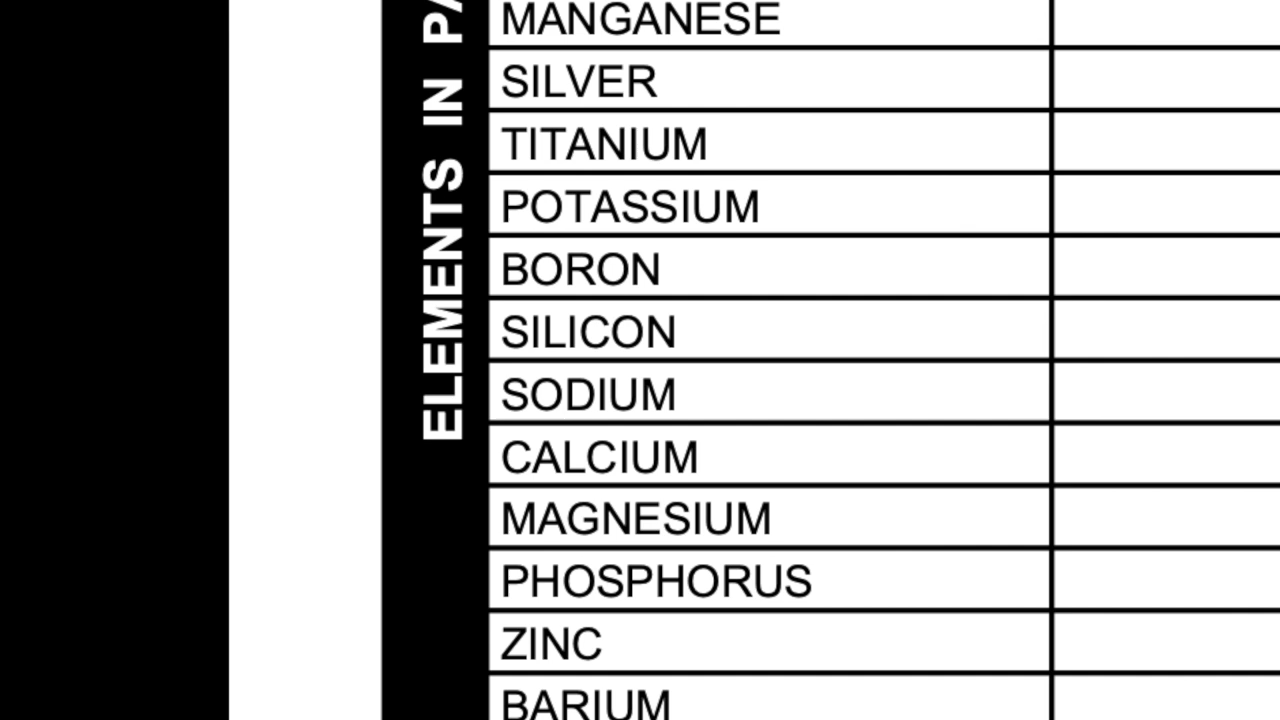 ELEMENTS IN
MANGANESE
SILVER
TITANIUM
POTASSIUM
BORON
SILICON
SODIUM
CALCIUM
MAGNESIUM
PHOSPHORUS
ZINC
BARIUM